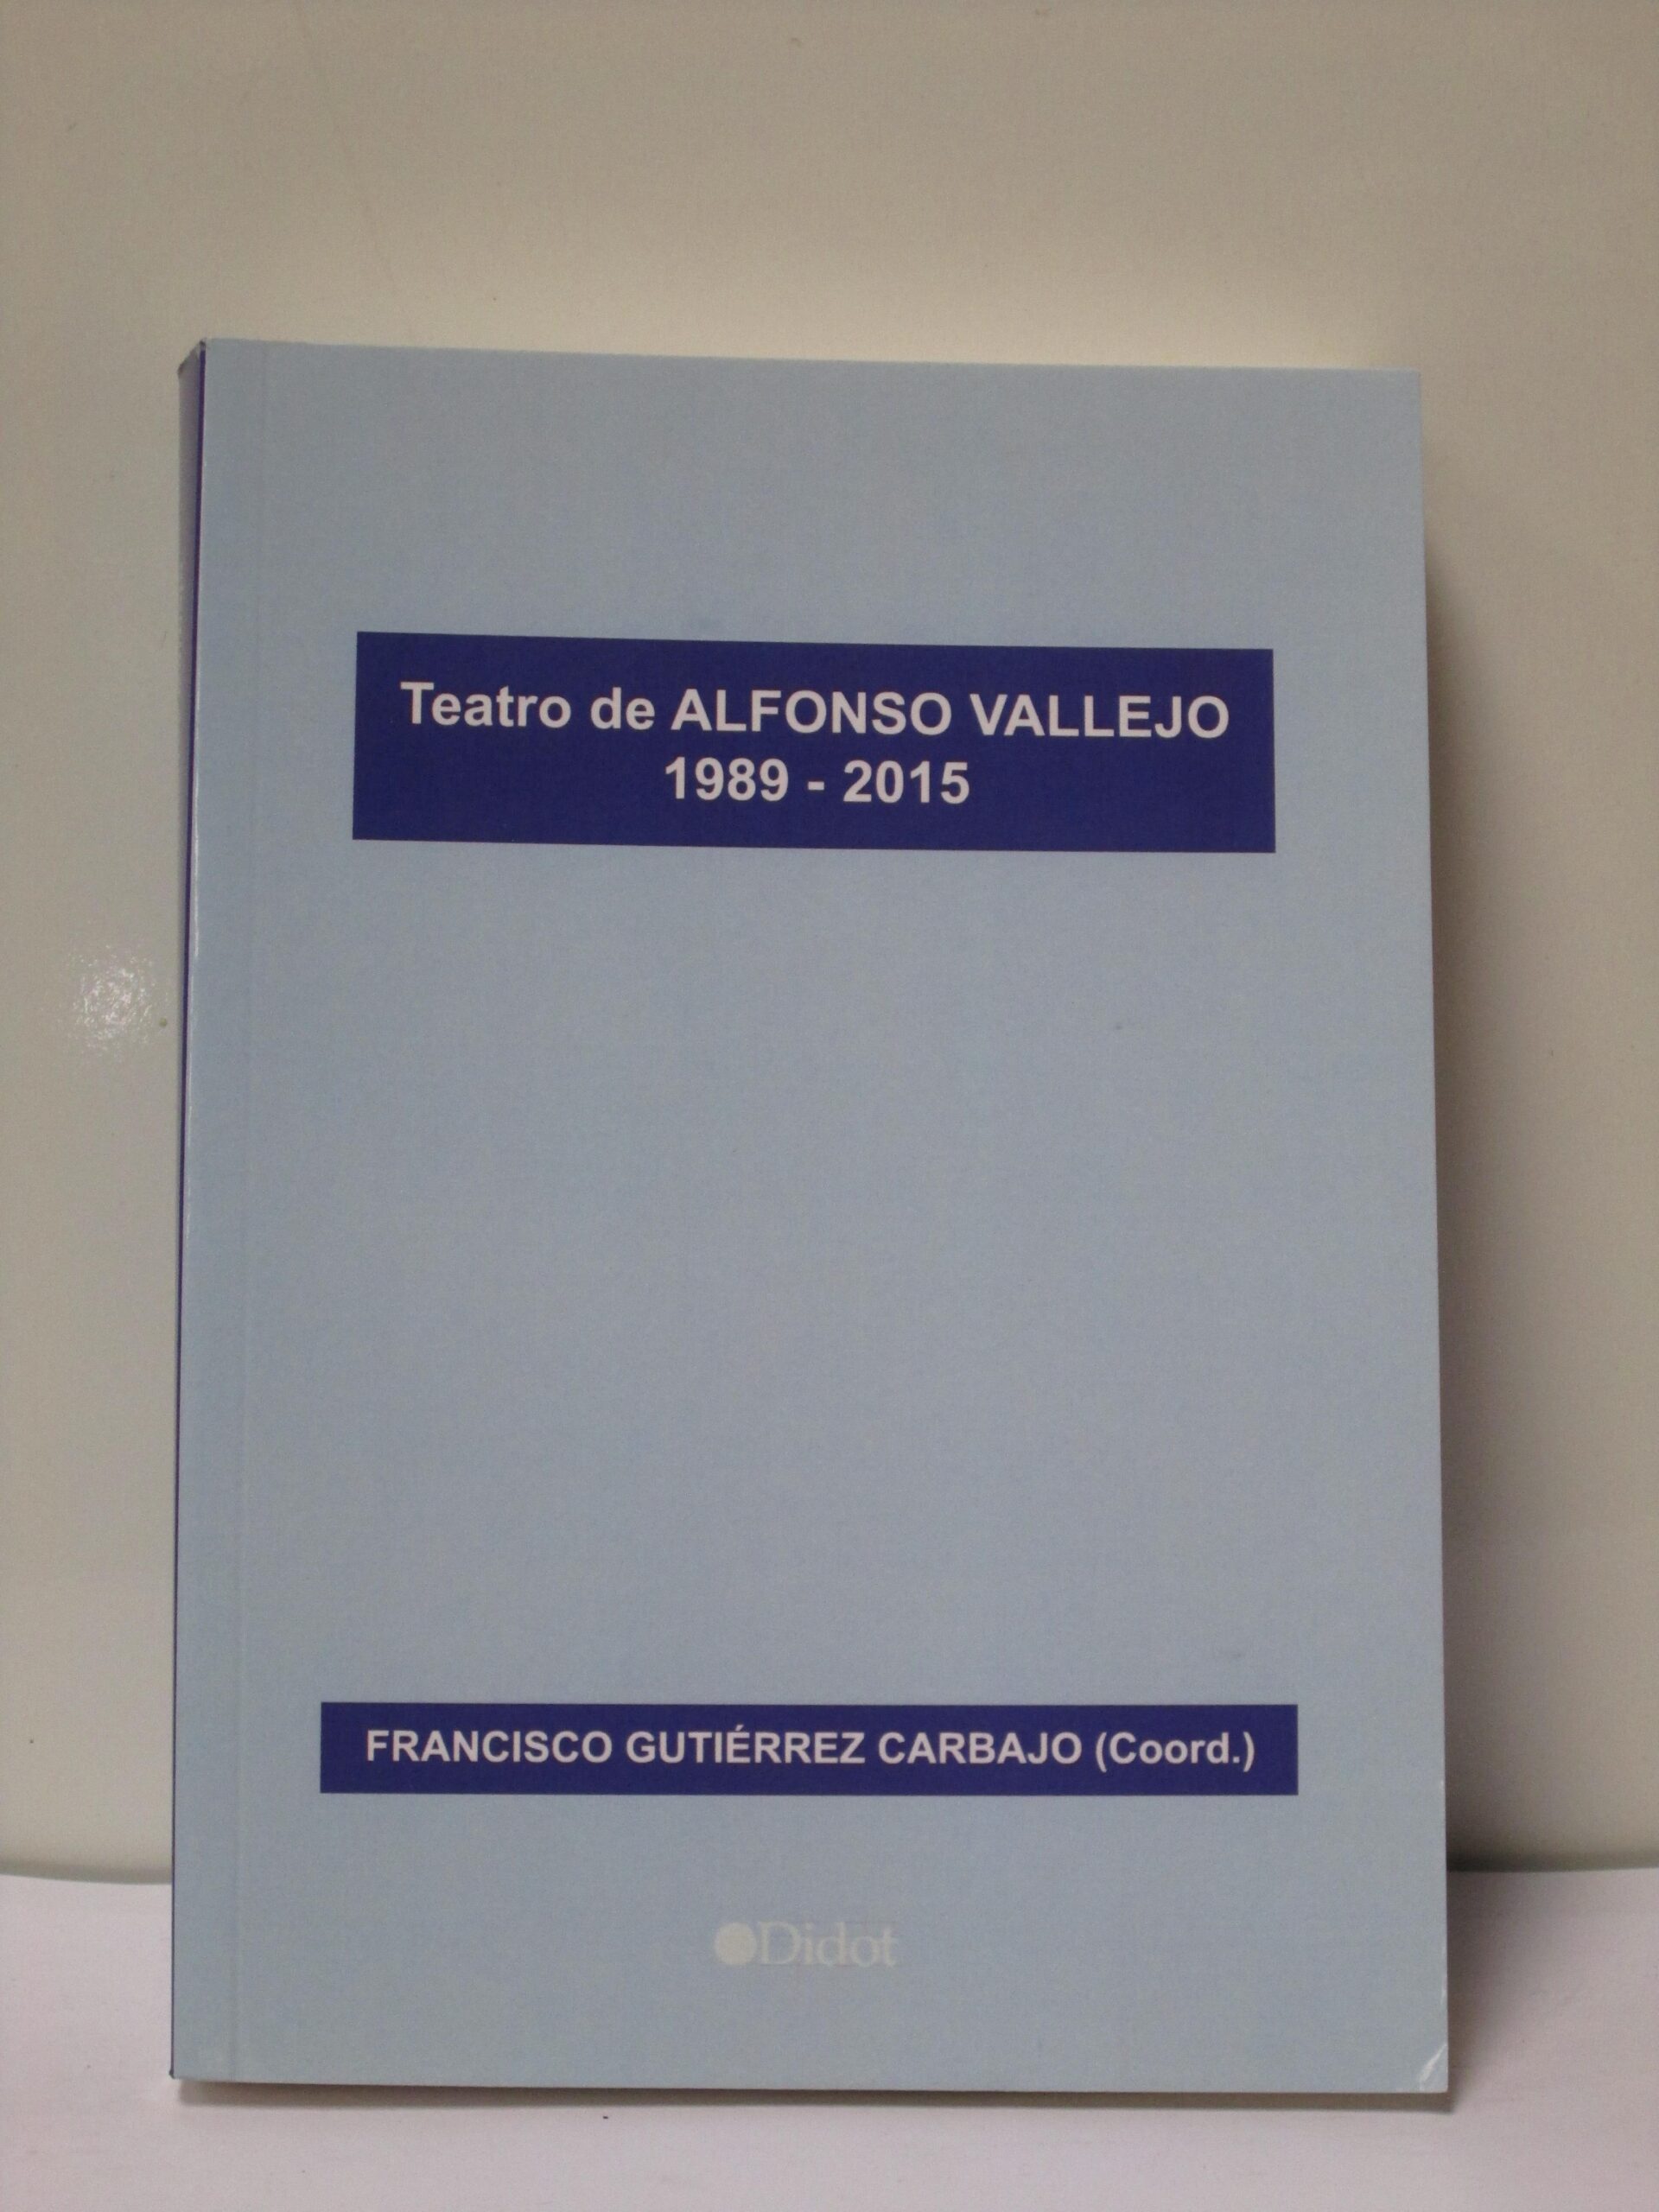 Teatro de ALFONSO VALLEJO
1989 - 2015
FRANCISCO GUTIÉRREZ CARBAJO (Coord.)
Didot